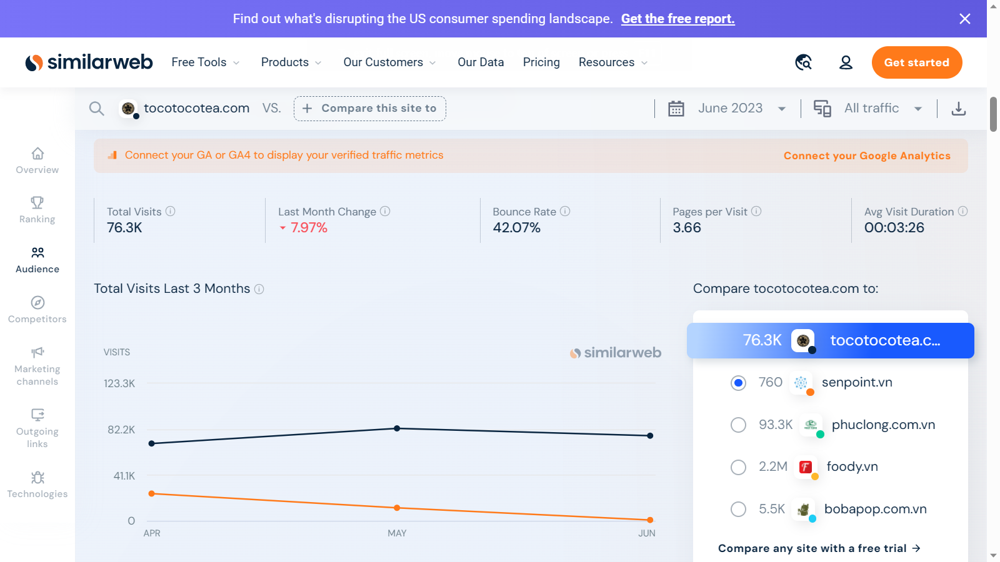 Find out what's disrupting the US consumer spending landscape. Get the free report.
similarweb Free Tools Products Our Customers Our Data Pricing Resources Get started
tocotocotea.com VS. + Compare this site to June 2023 All traffic
Connect your GA or GA4 to display your verified traffic metrics Connect your Google Analytics
Overview
Ranking
Audience
Competitors
Marketing
channels
Outgoing
links
Technologies
Total Visits Last Month Change Bounce Rate Pages per Visit Avg Visit Duration
76.3K 7.97% 42.07% 3.66 00:03:26
Total Visits Last 3 Months
VISITS
similarweb
123.3K
82.2K
41.1K
0
APR MAY JUN
Compare tocotocotea.com to:
76.3K tocotocotea.c...
760 senpoint.vn
93.3K phuclong.com.vn
2.2M foody.vn
5.5K bobapop.com.vn
Compare any site with a free trial →